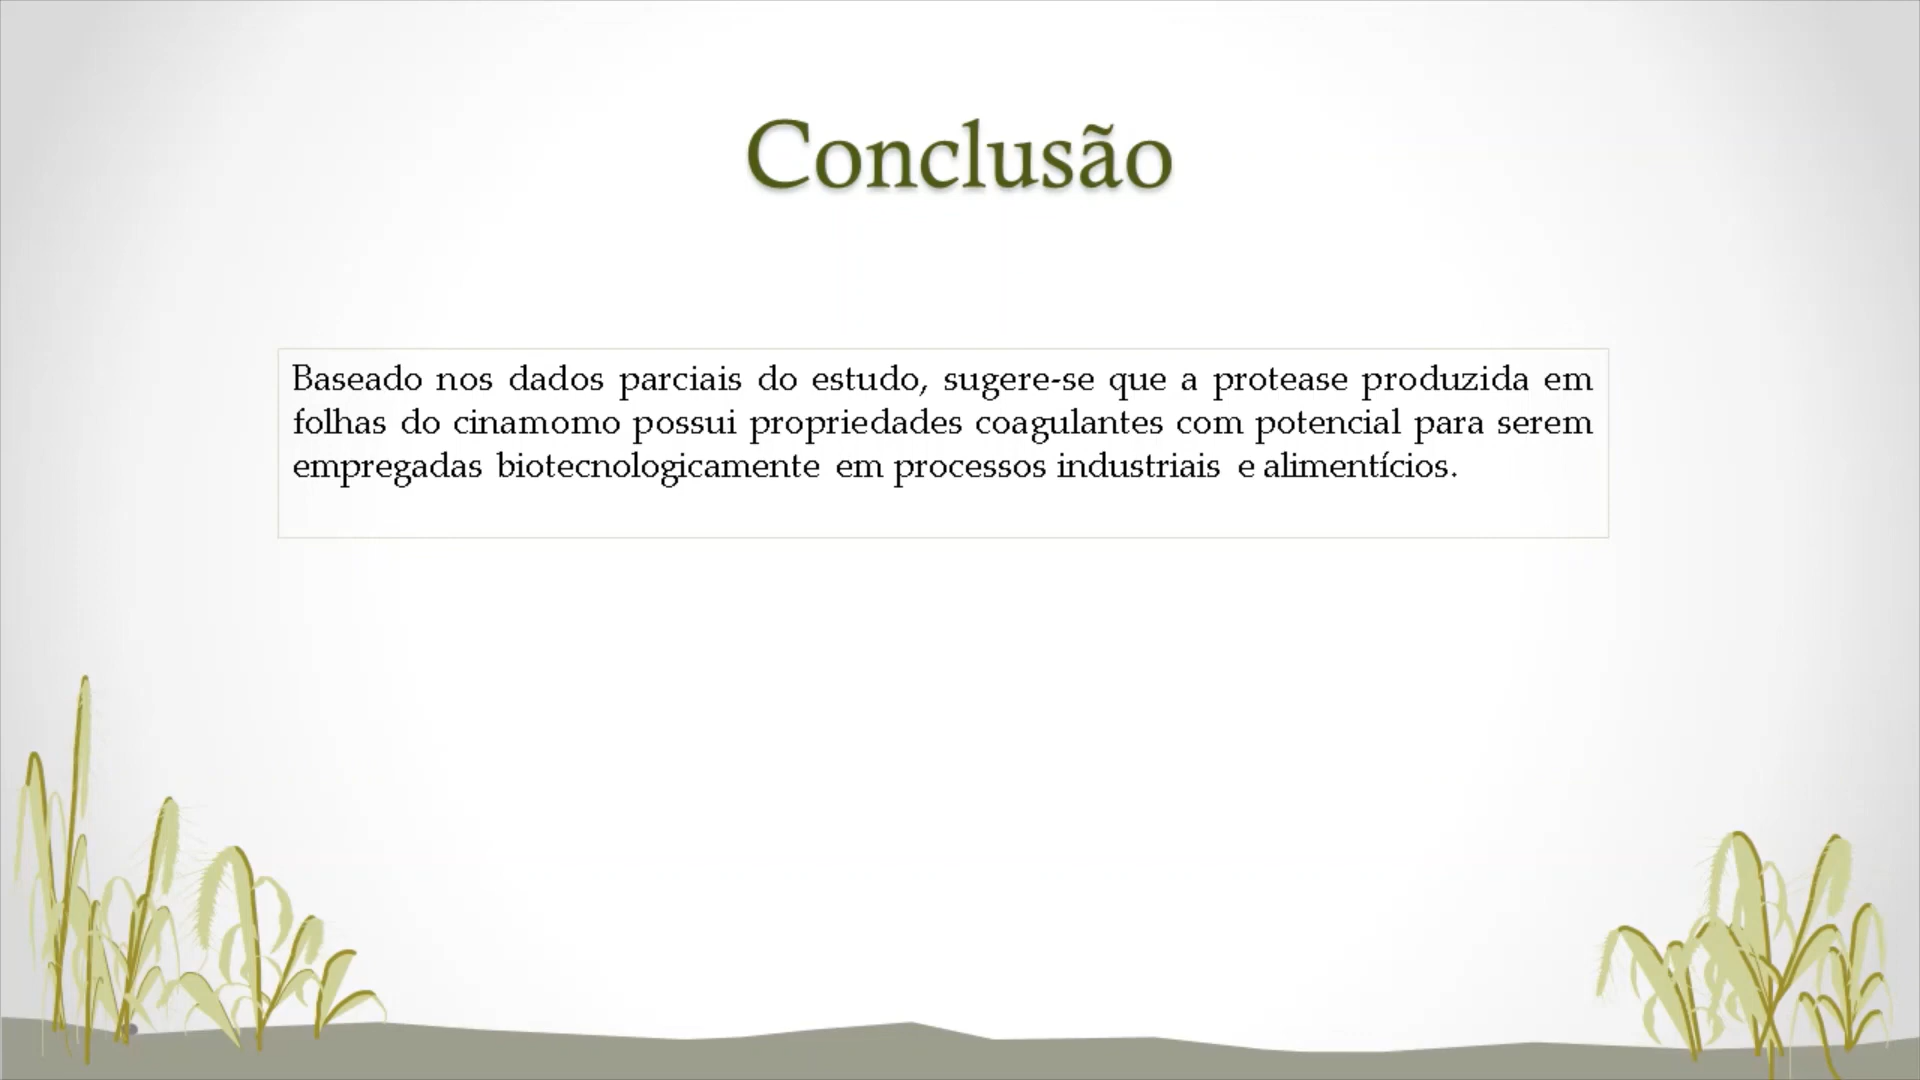 Conclusão
Baseado nos dados parciais do estudo, sugere-se que a protease produzida em
folhas do cinamomo possui propriedades coagulantes com potencial para serem
empregadas biotecnologicamente em processos industriais e alimentícios.